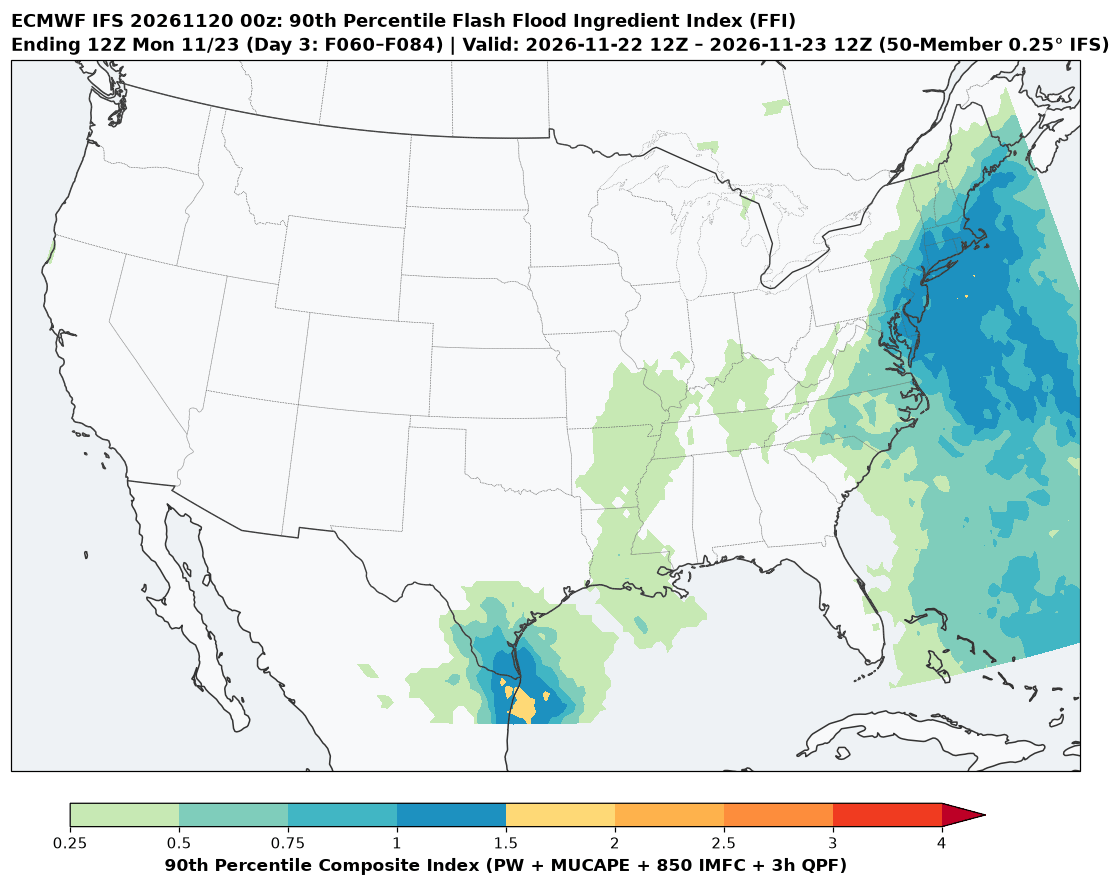 ECMWF IFS 20261120 00z: 90th Percentile Flash Flood Ingredient Index (FFI)
Ending 12Z Mon 11/23 (Day 3: F060–F084) | Valid: 2026-11-22 12Z – 2026-11-23 12Z (50-Member 0.25° IFS)
0.25 0.5 0.75 1 1.5 2 2.5 3 4
90th Percentile Composite Index (PW + MUCAPE + 850 IMFC + 3h QPF)